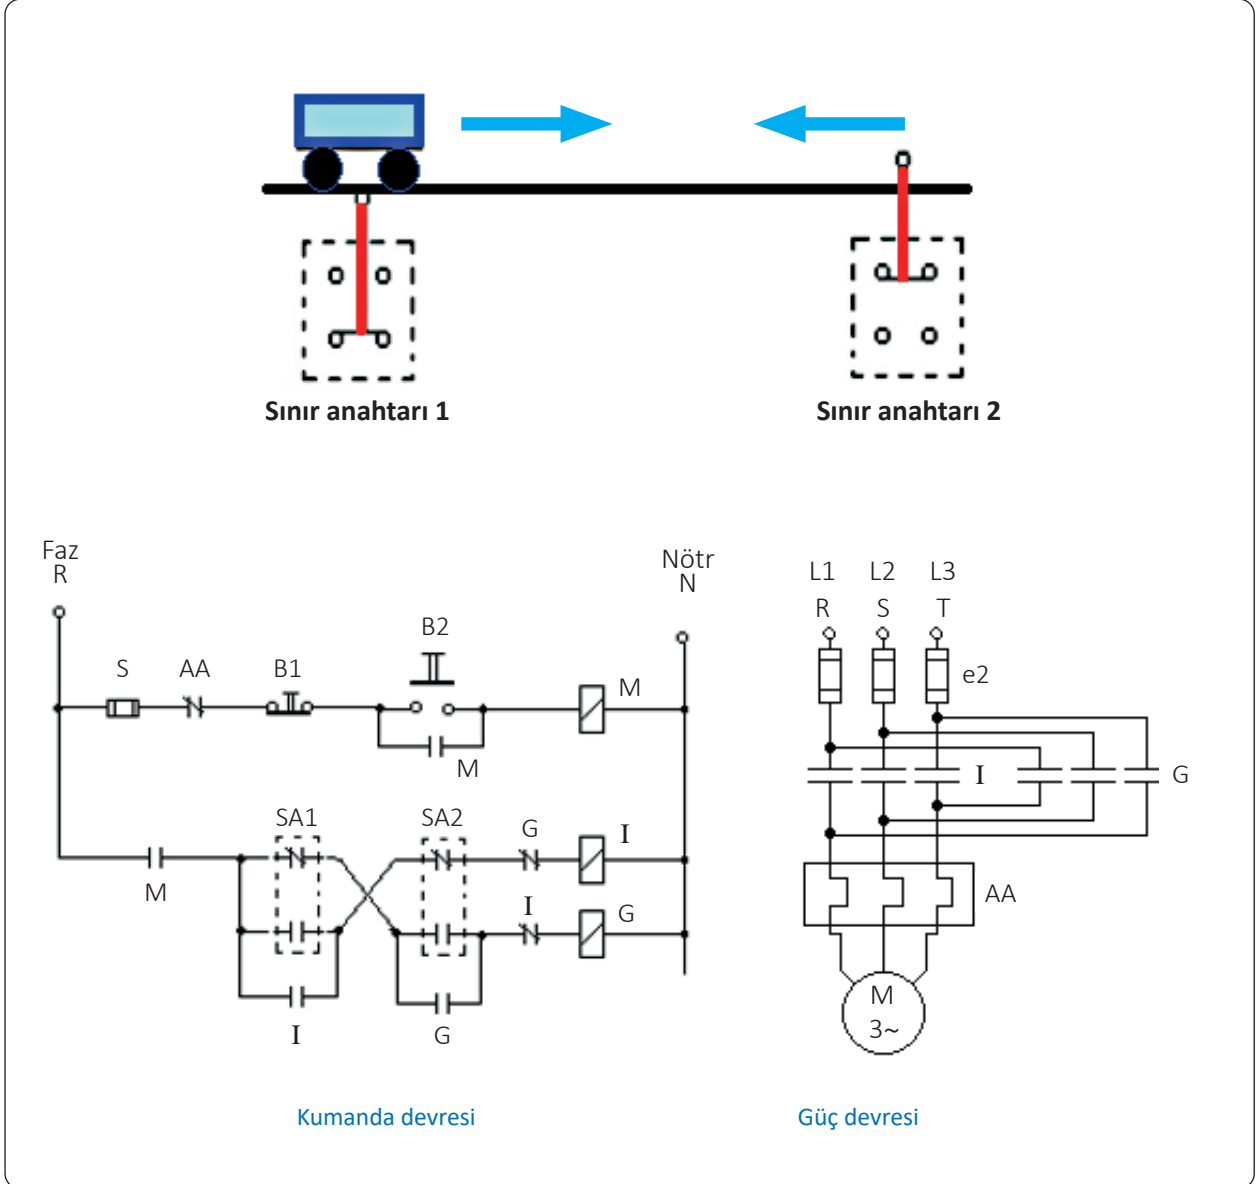 Sınır anahtarı 1
Sınır anahtarı 2
Faz
R
Nötr
N
S
AA
B1
B2
M
M
M
SA1
SA2
G
I
I
G
I
G
Kumanda devresi
L1
L2
L3
R
S
T
e2
I
G
AA
M
3~
Güç devresi